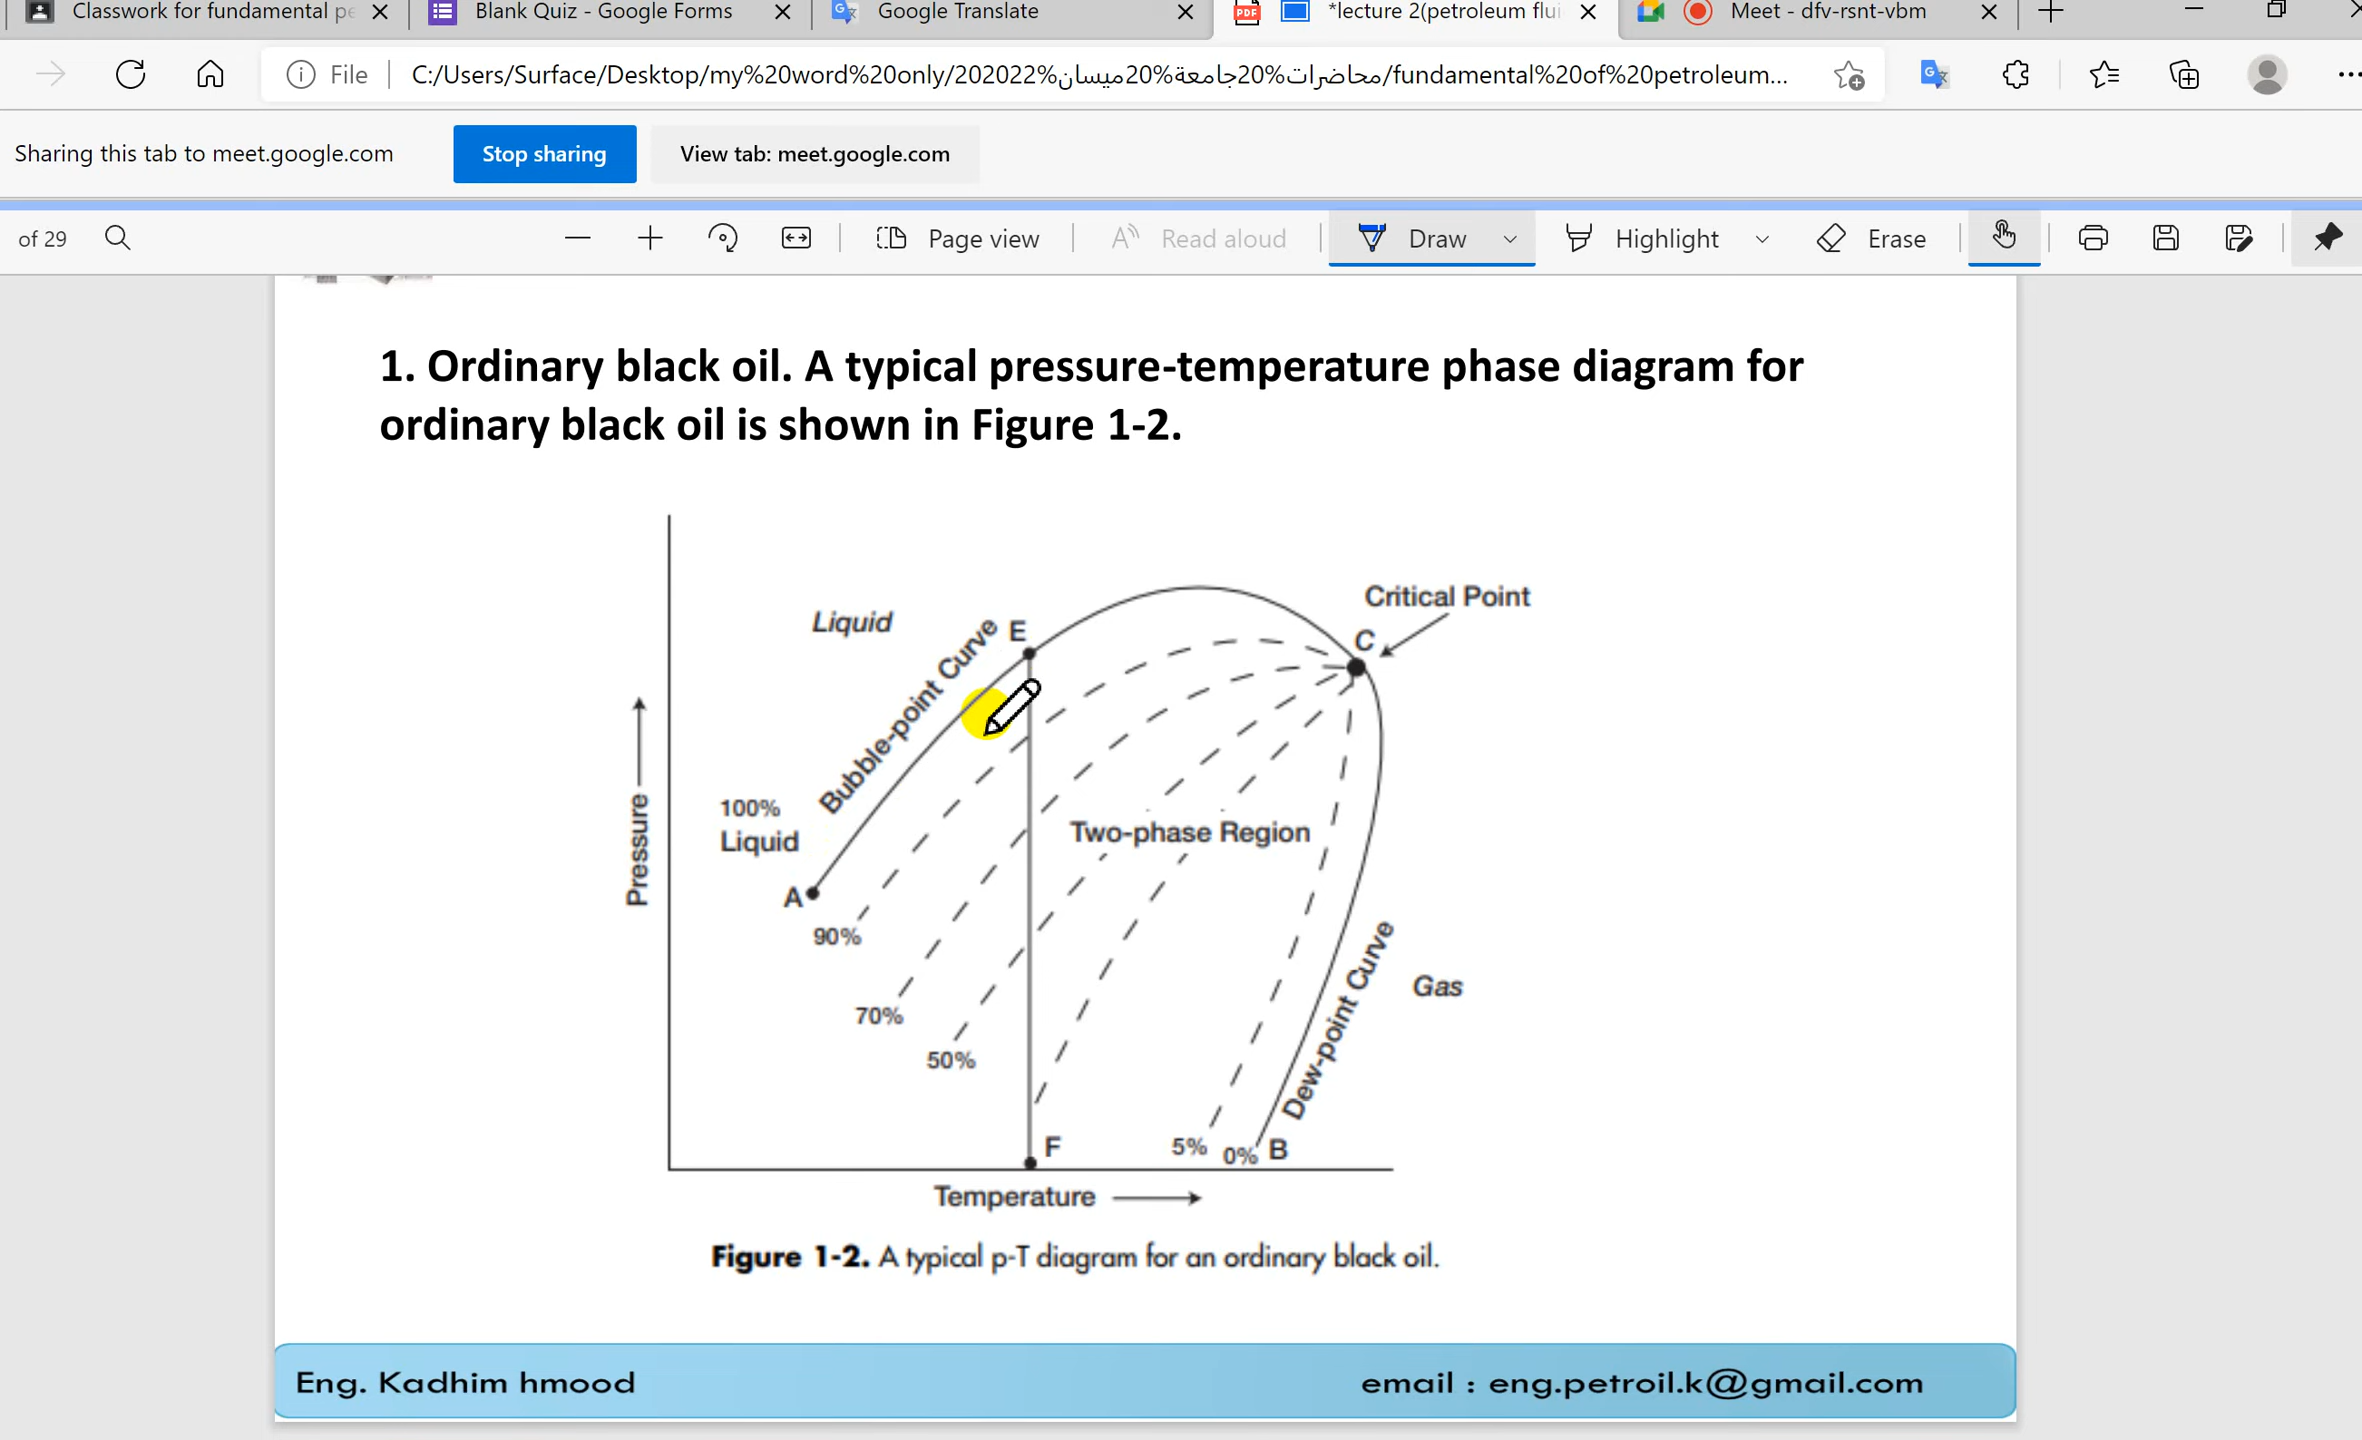 Classwork for fundamental pe
Blank Quiz - Google Forms
Google Translate
*lecture 2(petroleum flui
Meet - dfv-rsnt-vbm
File
C:/Users/Surface/Desktop/my%20word%20only/202022%محاضرات%20جامعة%20ميسان/fundamental%20of%20petroleum...
Sharing this tab to meet.google.com
Stop sharing
View tab: meet.google.com
of 29
Page view
Read aloud
Draw
Highlight
Erase
1. Ordinary black oil. A typical pressure-temperature phase diagram for
ordinary black oil is shown in Figure 1-2.
Liquid
Bubble-point Curve
E
Critical Point
C
100%
Liquid
Pressure
Two-phase Region
A
90%
70%
50%
Dew-point Curve
Gas
F
5%
0%
B
Temperature
Figure 1-2. A typical p-T diagram for an ordinary black oil.
Eng. Kadhim hmood
email : eng.petroil.k@gmail.com